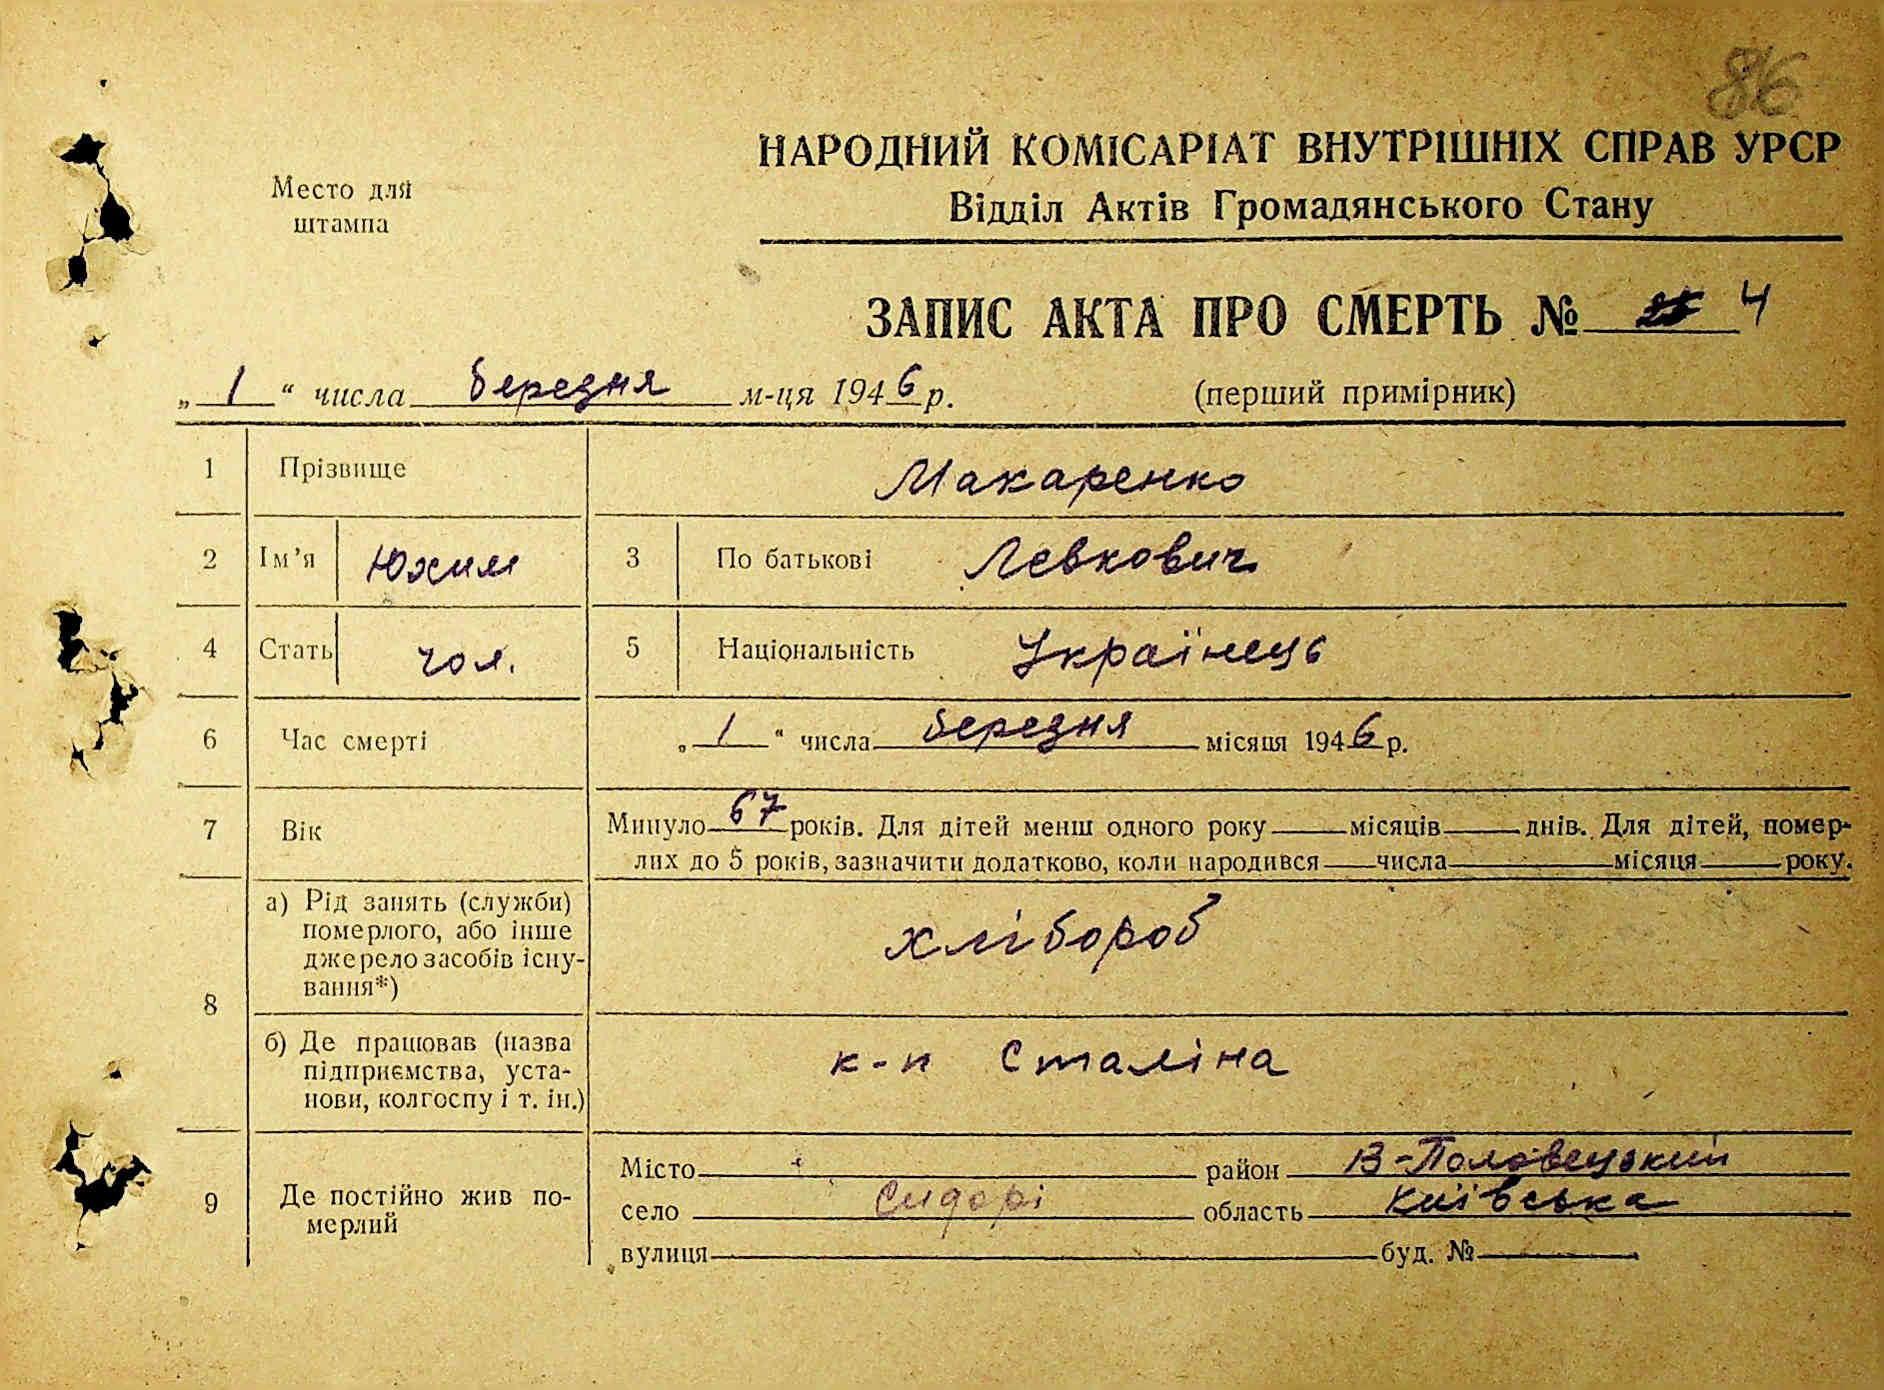 86
НАРОДНИЙ КОМІСАРІАТ ВНУТРІШНІХ СПРАВ УРСР
Место для
штампа
Відділ Актів Громадянського Стану
ЗАПИС АКТА ПРО СМЕРТЬ № 4
„1“ числа березня м-ця 1946 р. (перший примірник)
1 Прізвище Макаренко
2 Ім’я Юхим 3 По батькові Левкович
4 Стать чол. 5 Національність Українець
6 Час смерті „1“ числа березня місяця 1946 р.
7 Вік Минуло 67 років. Для дітей менш одного року місяців днів. Для дітей, помер-
лих до 5 років, зазначити додатково, коли народився числа місяця року.
8 а) Рід занять (служби)
померлого, або інше
джерело засобів існу-
вання*)
хлібороб
б) Де працював (назва
підприємства, уста-
нови, колгоспу і т. ін.)
к-п Сталіна
9 Де постійно жив по-
мерлий
Місто район В-Половецький
село Сидорі область Київська
вулиця буд. №